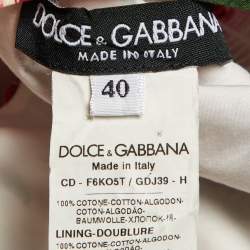 DOLCE & GABBANA
MADE IN ITALY
40
DOLCE & GABBANA
Made in Italy
CD - F6KO5T / GDJ39 - H
100% COTONE-COTTON-ALGODON-
COTON-ALGODÃO-
BAUMWOLLE-ХЛОПОК-棉-
LINING-DOUBLURE
100% COTONE-COTTON-ALGODON-